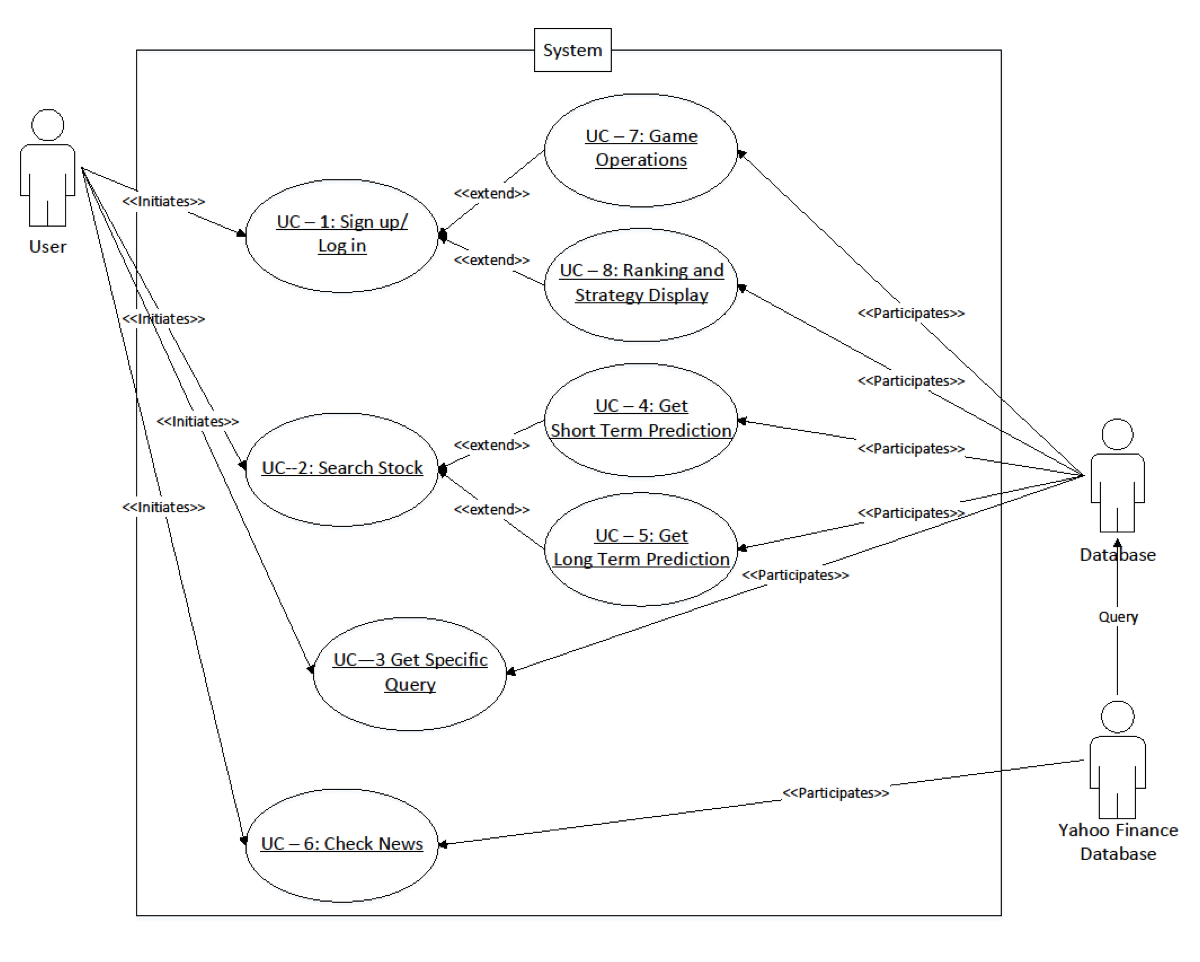 System
UC – 7: Game
Operations
<<extend>>
<<Initiates>>
UC – 1: Sign up/
Log in
User
<<extend>>
UC – 8: Ranking and
Strategy Display
<<Participates>>
<<Initiates>>
<<Participates>>
UC – 4: Get
Short Term Prediction
<<Initiates>>
<<extend>>
<<Participates>>
UC--2: Search Stock
<<Initiates>>
<<extend>>
<<Participates>>
UC – 5: Get
Long Term Prediction
Database
<<Participates>>
Query
UC—3 Get Specific
Query
<<Participates>>
Yahoo Finance
Database
UC – 6: Check News